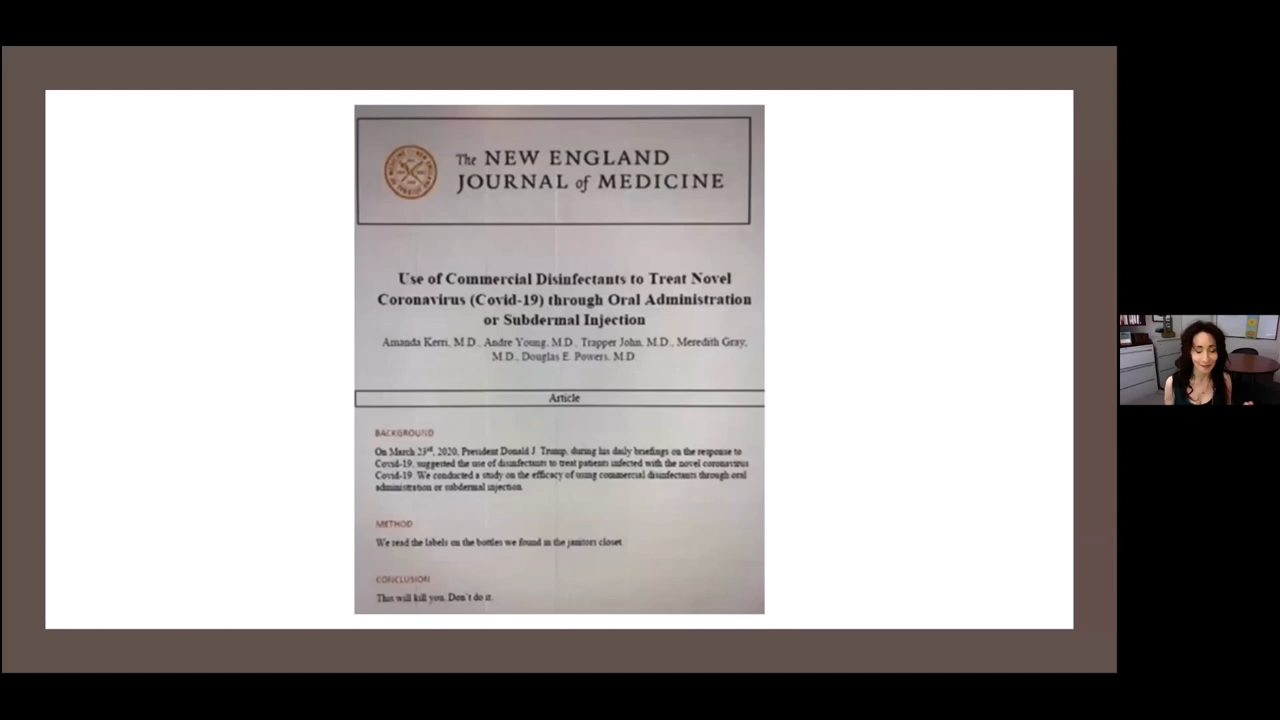 The NEW ENGLAND
JOURNAL of MEDICINE
Use of Commercial Disinfectants to Treat Novel
Coronavirus (Covid-19) through Oral Administration
or Subdermal Injection
Amanda Kern, M.D., Andre Young, M.D., Trapper John, M.D., Meredith Gray,
M.D., Douglas E. Powers, M.D
Article
BACKGROUND
On March 23rd, 2020, President Donald J. Trump, during his daily briefings on the response to
Covid-19, suggested the use of disinfectants to treat patients infected with the novel coronavirus
Covid-19. We conducted a study on the efficacy of using commercial disinfectants through oral
administration or subdermal injection.
METHOD
We read the labels on the bottles we found in the janitors closet.
CONCLUSION
This will kill you. Don't do it.